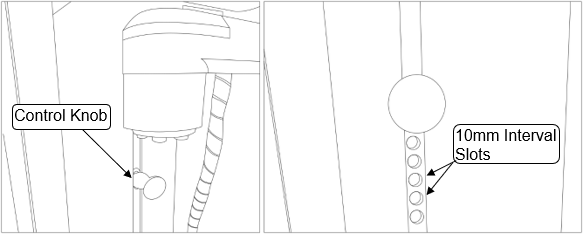 Control Knob
10mm Interval
Slots